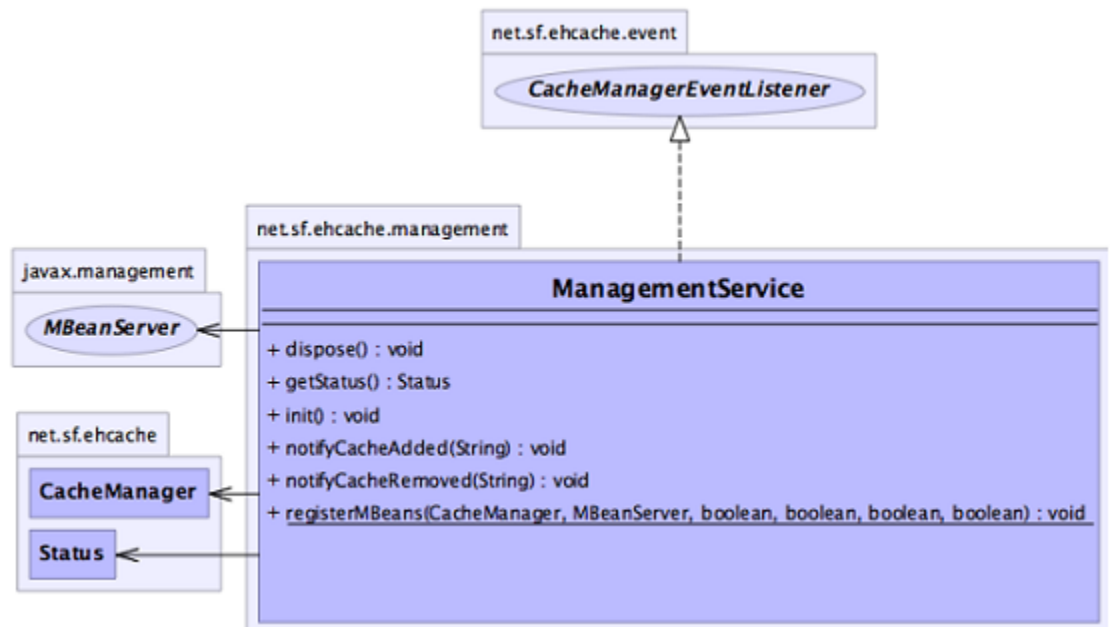 net.sf.ehcache.event
CacheManagerEventListener
net.sf.ehcache.management
javax.management
ManagementService
MBeanServer
+ dispose() : void
+ getStatus() : Status
+ init() : void
net.sf.ehcache
+ notifyCacheAdded(String) : void
+ notifyCacheRemoved(String) : void
CacheManager
+ registerMBeans(CacheManager, MBeanServer, boolean, boolean, boolean, boolean) : void
Status